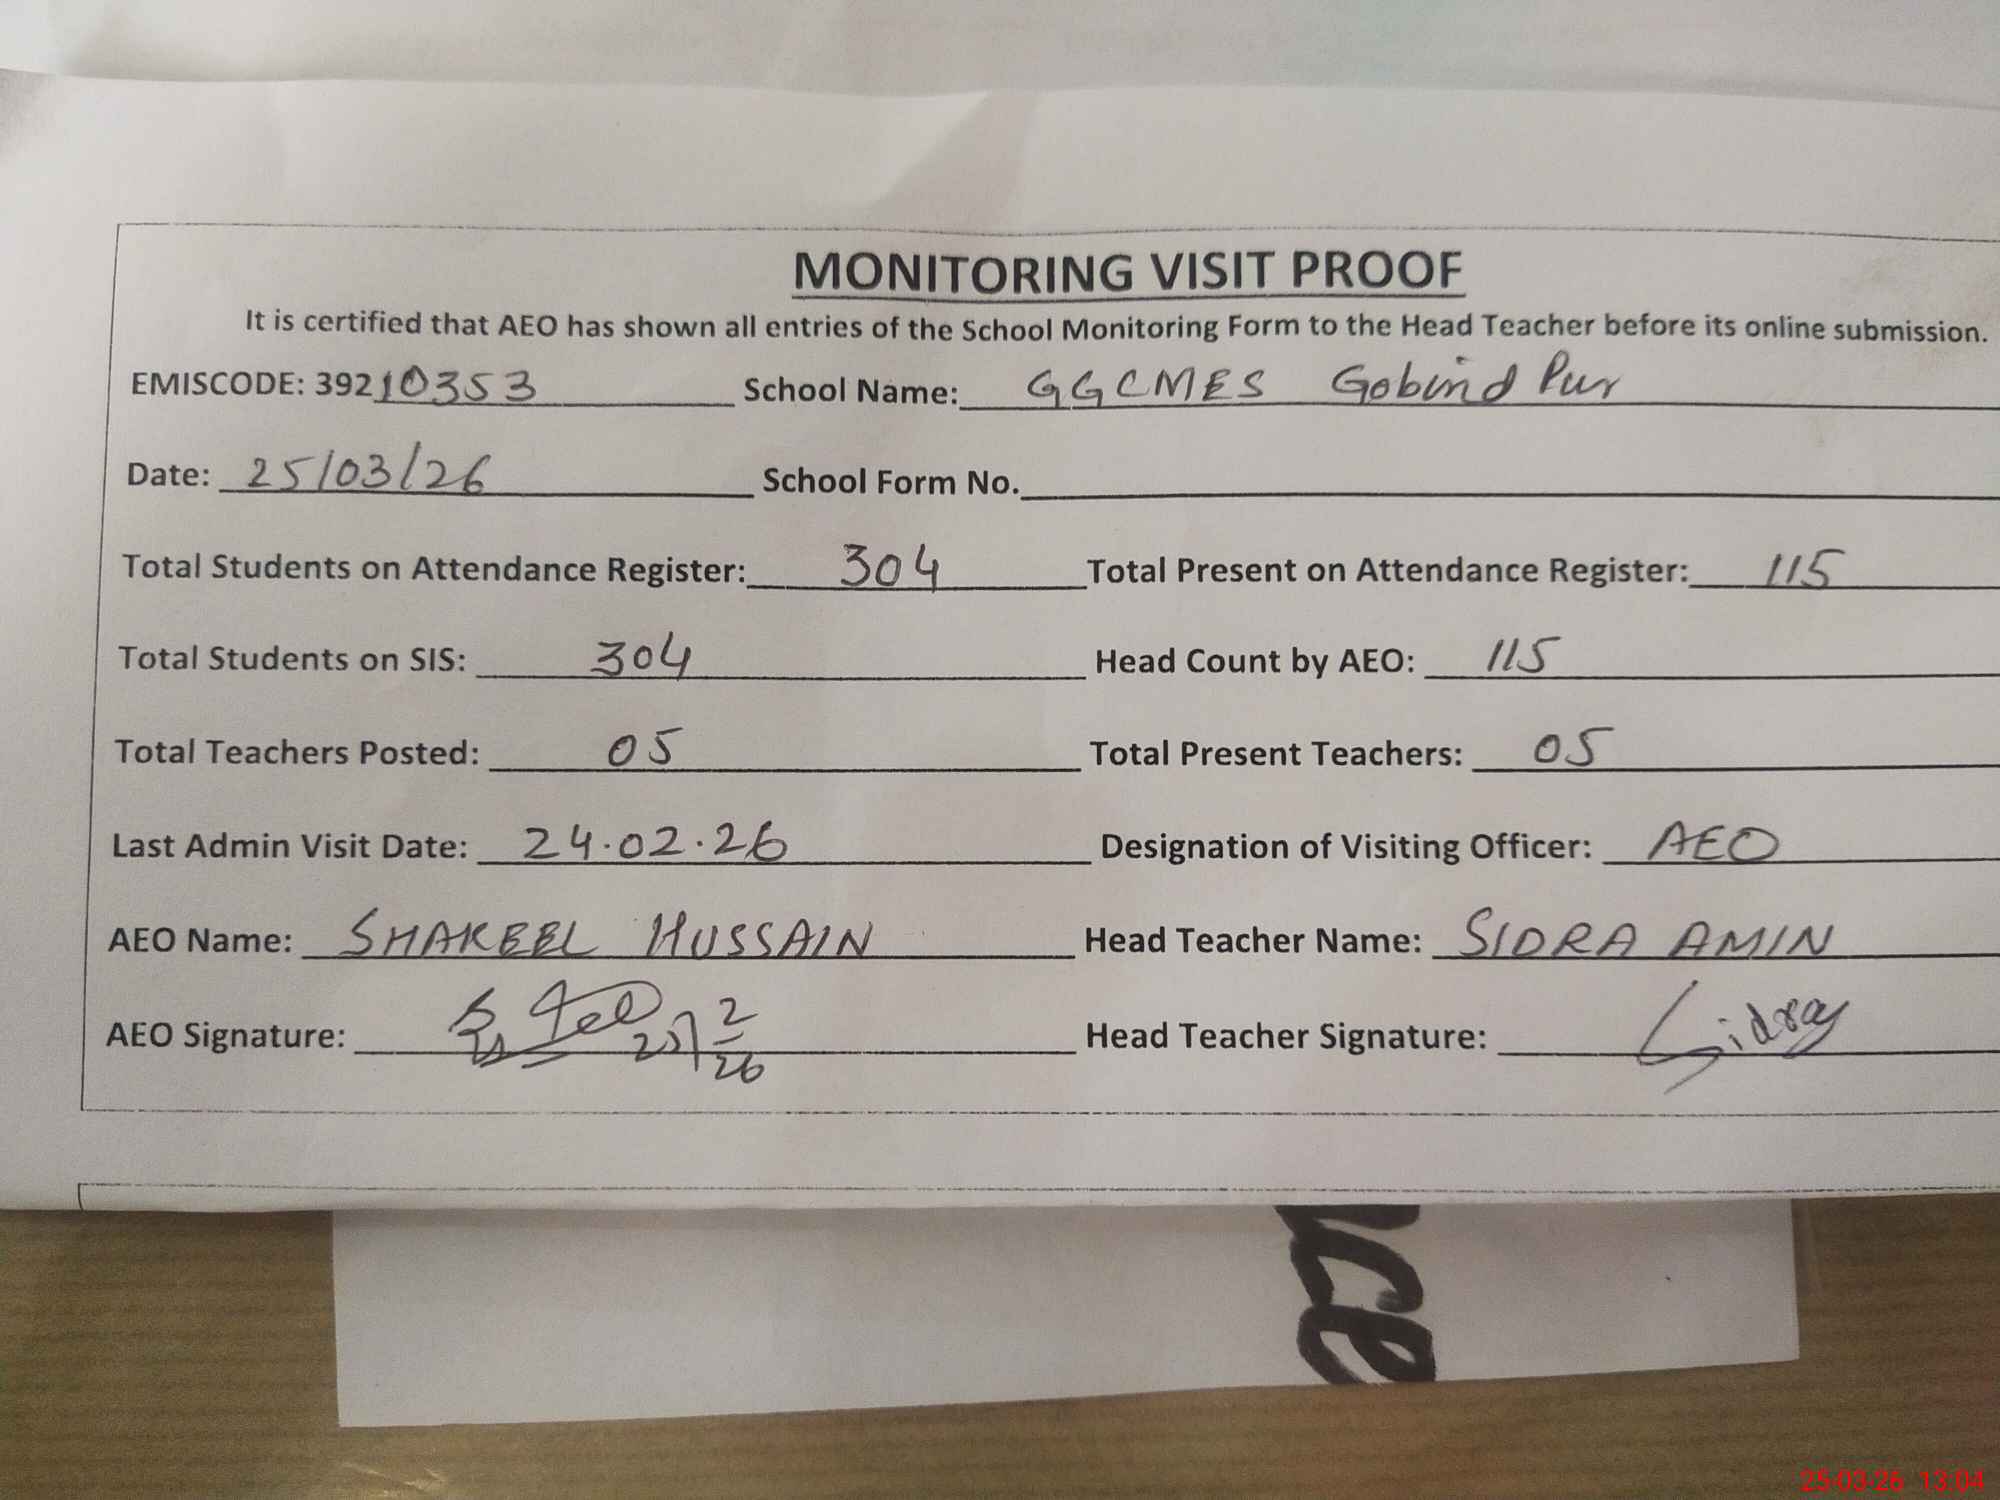 MONITORING VISIT PROOF
It is certified that AEO has shown all entries of the School Monitoring Form to the Head Teacher before its online submission.
EMISCODE: 39210353 School Name: GGCMES Gobind Pur
Date: 25/03/26 School Form No.
Total Students on Attendance Register: 304 Total Present on Attendance Register: 115
Total Students on SIS: 304 Head Count by AEO: 115
Total Teachers Posted: 05 Total Present Teachers: 05
Last Admin Visit Date: 24.02.26 Designation of Visiting Officer: AEO
AEO Name: SHAKEEL HUSSAIN Head Teacher Name: SIDRA AMIN
AEO Signature: 25/2/26 Head Teacher Signature: Sidra
25-03-26 13:04